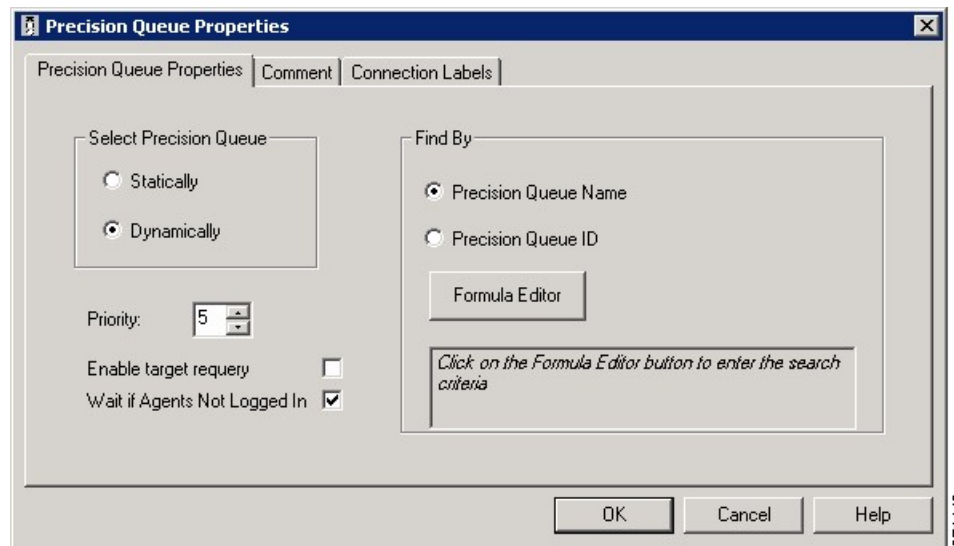 Precision Queue Properties
Precision Queue Properties
Comment
Connection Labels
Select Precision Queue
Statically
Dynamically
Priority:
5
Enable target requery
Wait if Agents Not Logged In
Find By
Precision Queue Name
Precision Queue ID
Formula Editor
Click on the Formula Editor button to enter the search
criteria
OK
Cancel
Help